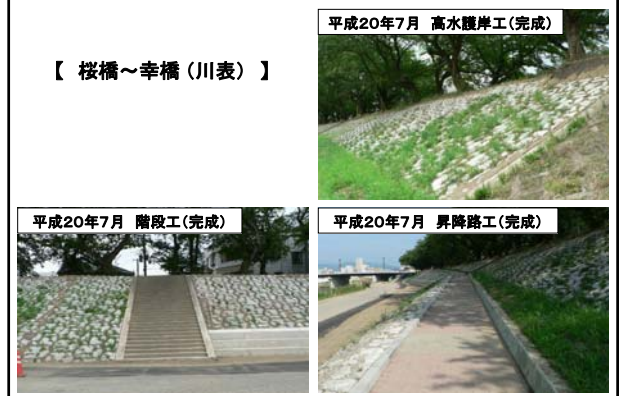 【 桜橋～幸橋（川表） 】
平成20年7月 高水護岸工（完成）
平成20年7月 階段工（完成）
平成20年7月 昇降路工（完成）